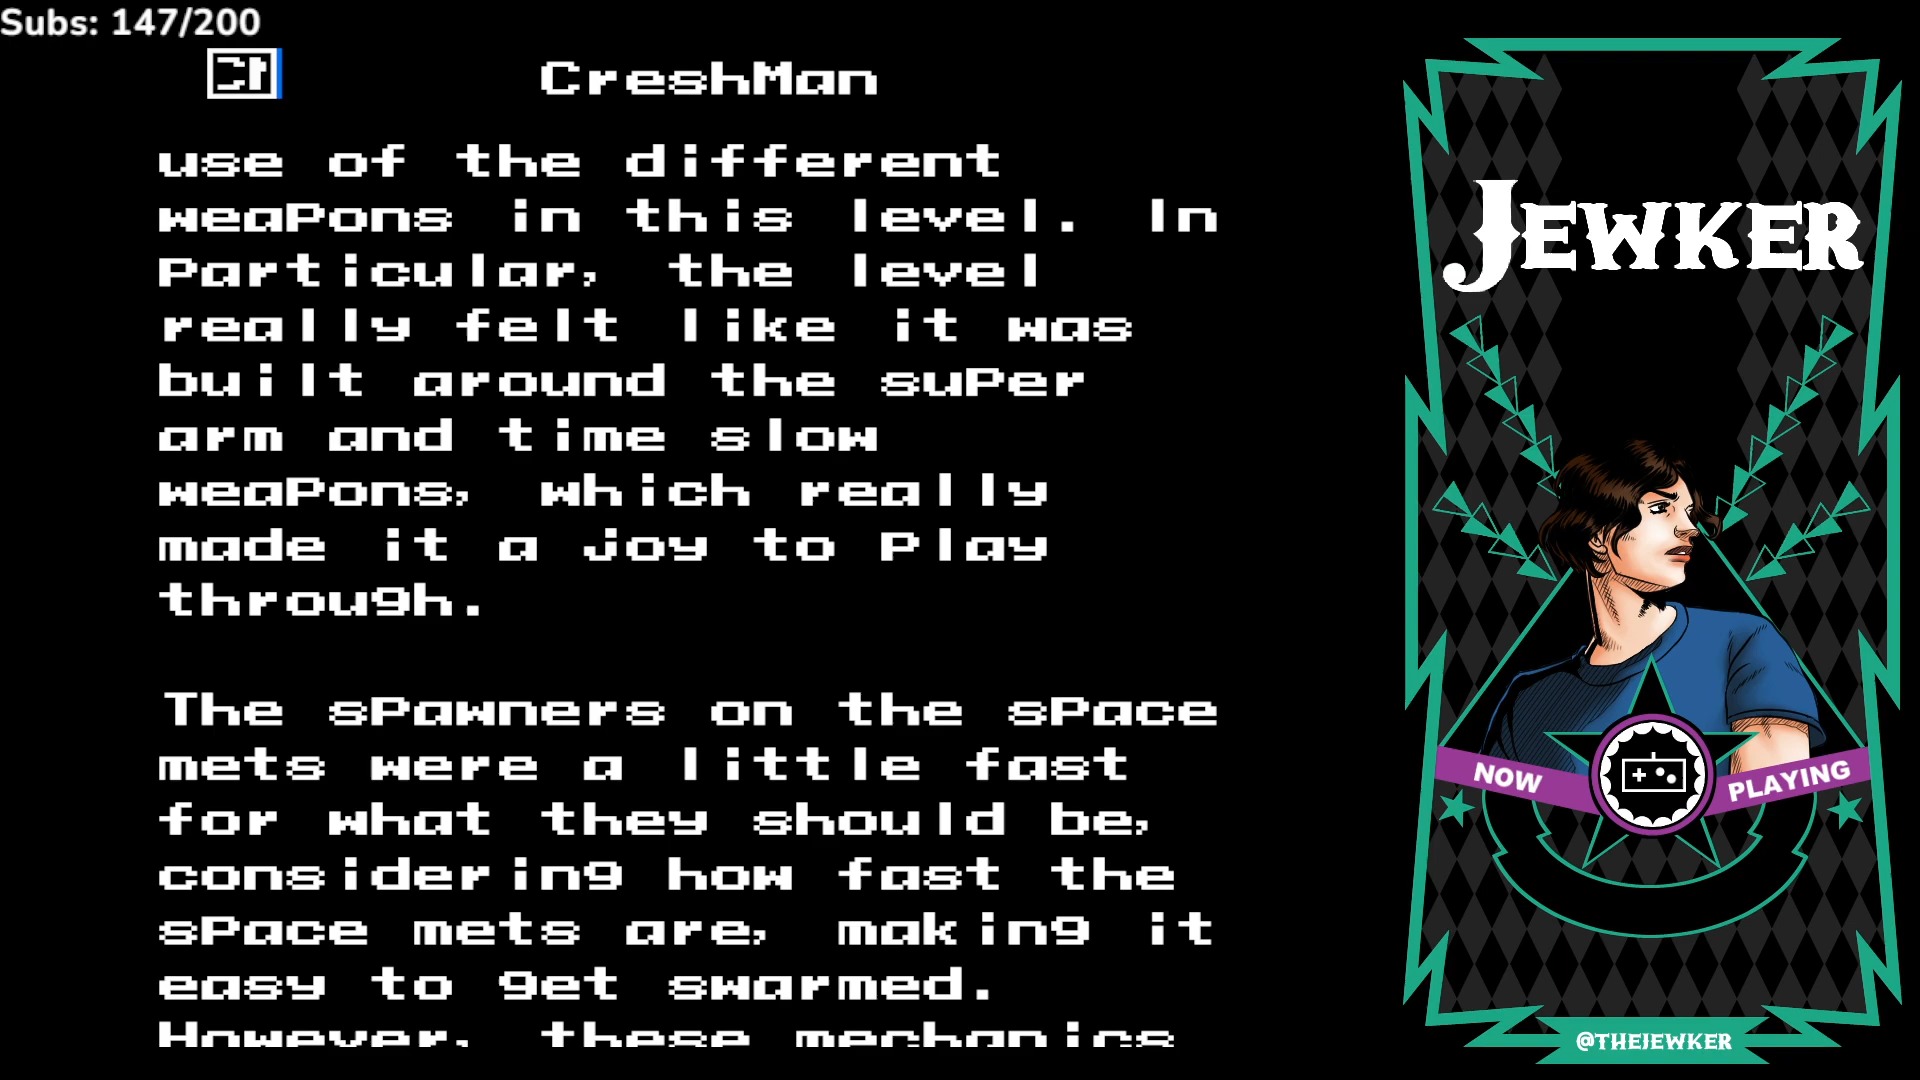 Subs: 147/200
CreshMan
use of the different
weapons in this level. In
particular, the level
really felt like it was
built around the super
arm and time slow
weapons, which really
made it a joy to play
through.
The spawners on the space
mets were a little fast
for what they should be,
considering how fast the
space mets are, making it
easy to get swarmed.
However, these mechanics
JEWKER
NOW PLAYING
@THEJEWKER